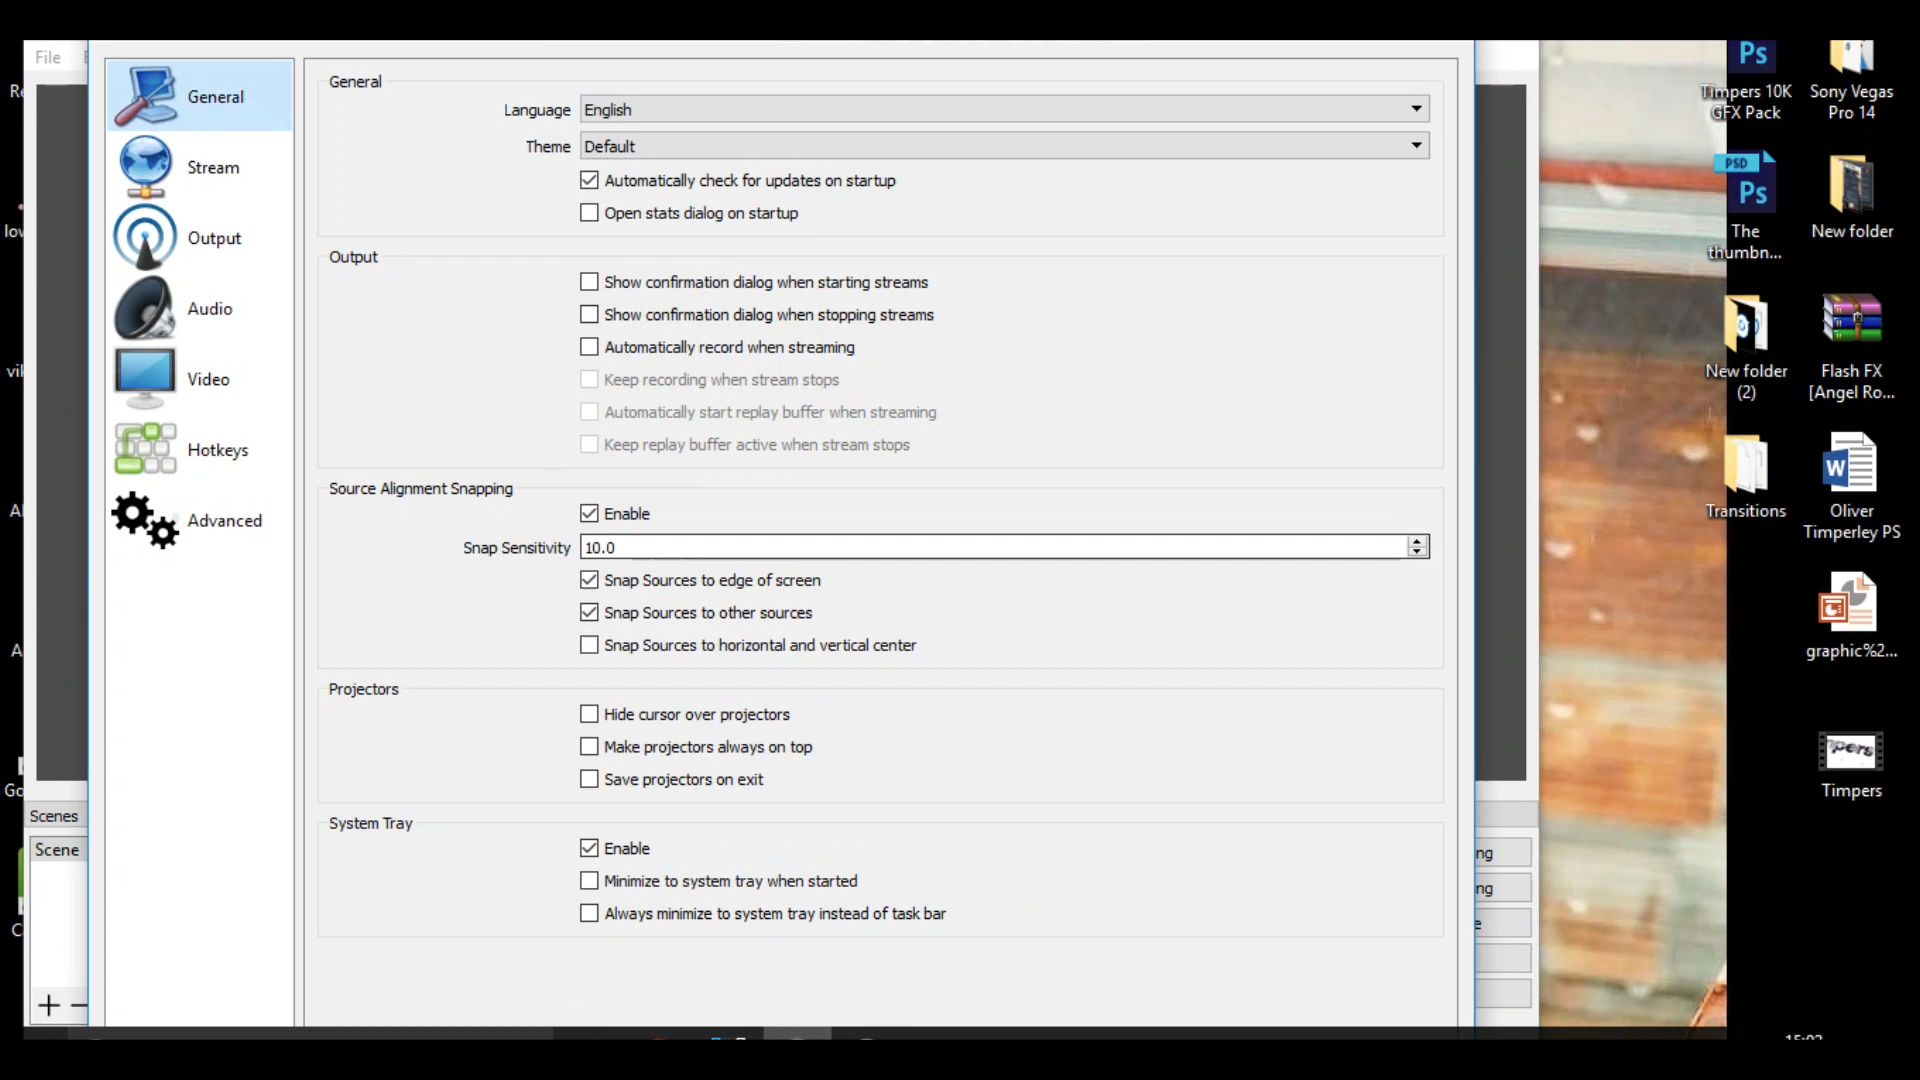 File
General
Stream
Output
Audio
Video
Hotkeys
Advanced
General
Language English
Theme Default
Automatically check for updates on startup
Open stats dialog on startup
Output
Show confirmation dialog when starting streams
Show confirmation dialog when stopping streams
Automatically record when streaming
Keep recording when stream stops
Automatically start replay buffer when streaming
Keep replay buffer active when stream stops
Source Alignment Snapping
Enable
Snap Sensitivity 10.0
Snap Sources to edge of screen
Snap Sources to other sources
Snap Sources to horizontal and vertical center
Projectors
Hide cursor over projectors
Make projectors always on top
Save projectors on exit
System Tray
Enable
Minimize to system tray when started
Always minimize to system tray instead of task bar
Scenes
Scene
ng
ng
Ps
Timpers 10K
GFX Pack
Sony Vegas
Pro 14
PSD
Ps
The
thumbn...
New folder
New folder
(2)
Flash FX
[Angel Ro...
Transitions
W
Oliver
Timperley PS
graphic%2...
Timpers